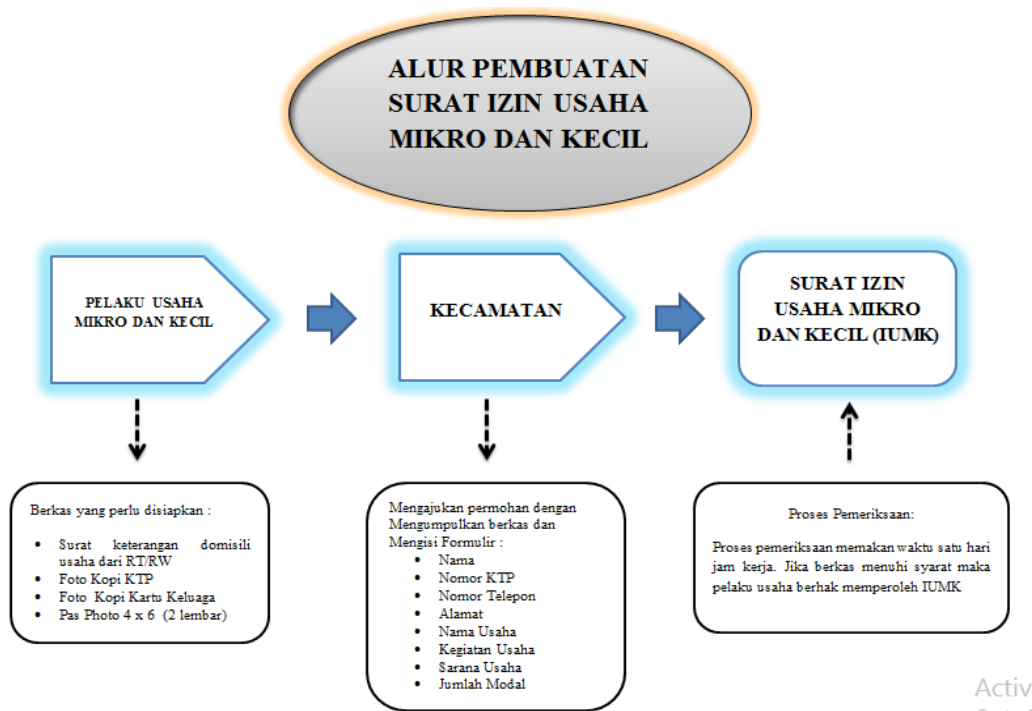 ALUR PEMBUATAN
SURAT IZIN USAHA
MIKRO DAN KECIL
PELAKU USAHA
MIKRO DAN KECIL
KECAMATAN
SURAT IZIN
USAHA MIKRO
DAN KECIL (IUMK)
Berkas yang perlu disiapkan :
• Surat keterangan domisili
usaha dari RT/RW
• Foto Kopi KTP
• Foto Kopi Kartu Keluaga
• Pas Photo 4 x 6 (2 lembar)
Mengajukan permohan dengan
Mengumpulkan berkas dan
Mengisi Formulir :
• Nama
• Nomor KTP
• Nomor Telepon
• Alamat
• Nama Usaha
• Kegiatan Usaha
• Sarana Usaha
• Jumlah Modal
Proses Pemeriksaan:
Proses pemeriksaan memakan waktu satu hari
jam kerja. Jika berkas menuhi syarat maka
pelaku usaha berhak memperoleh IUMK
Activ